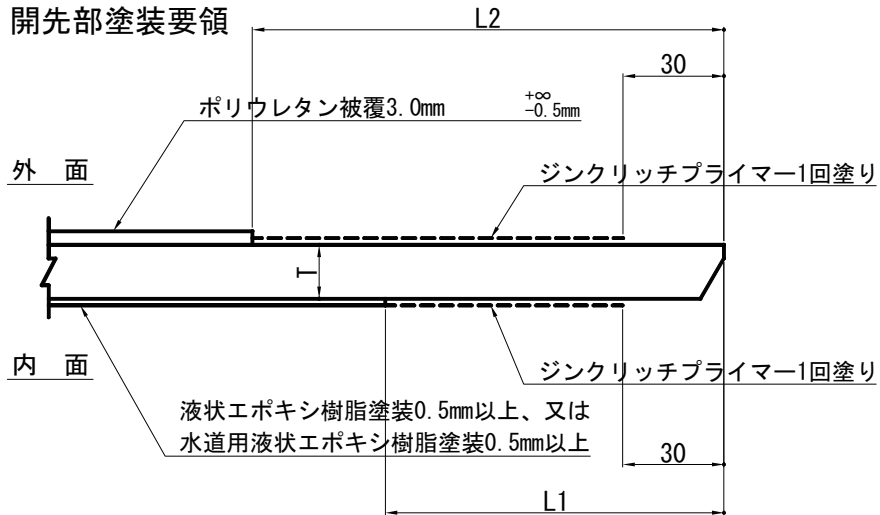 開先部塗装要領
L2
30
ポリウレタン被覆3.0mm +∞
-0.5mm
外 面
ジンクリッチプライマー1回塗り
T
内 面
ジンクリッチプライマー1回塗り
液状エポキシ樹脂塗装0.5mm以上、又は
水道用液状エポキシ樹脂塗装0.5mm以上
30
L1